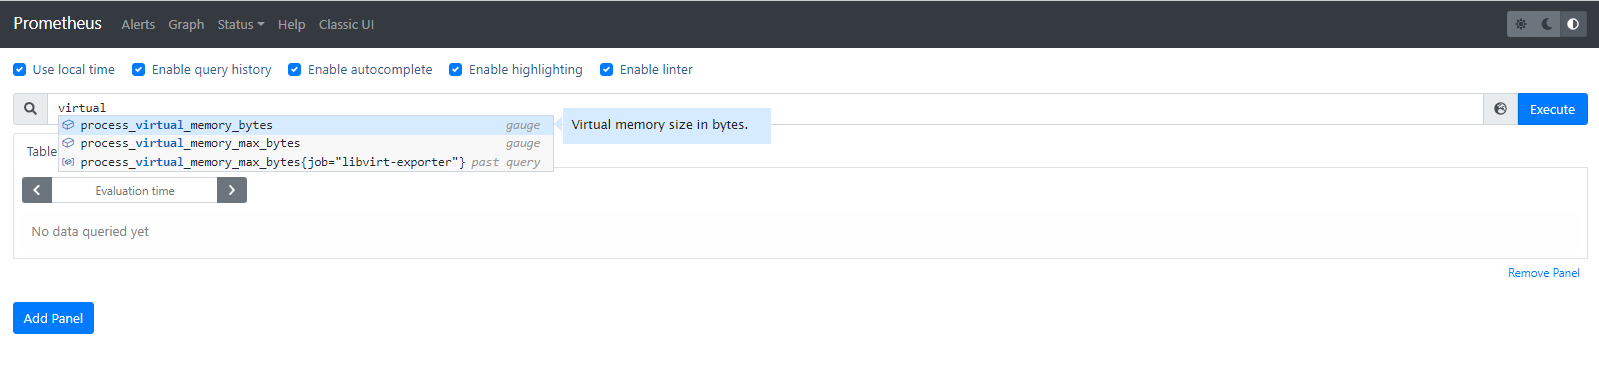 Prometheus Alerts Graph Status Help Classic UI
Use local time Enable query history Enable autocomplete Enable highlighting Enable linter
virtual Execute
process_virtual_memory_bytes gauge Virtual memory size in bytes.
process_virtual_memory_max_bytes gauge
Table process_virtual_memory_max_bytes{job="libvirt-exporter"} past query
Evaluation time
No data queried yet
Remove Panel
Add Panel